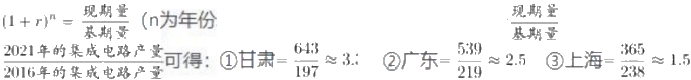 (1 + r)^n = 现期量/基期量 (n为年份 现期量/基期量
2021年的集成电路产量/2016年的集成电路产量 可得：①甘肃= 643/197 ≈ 3. ②广东= 539/219 ≈ 2.5 ③上海= 365/238 ≈ 1.5